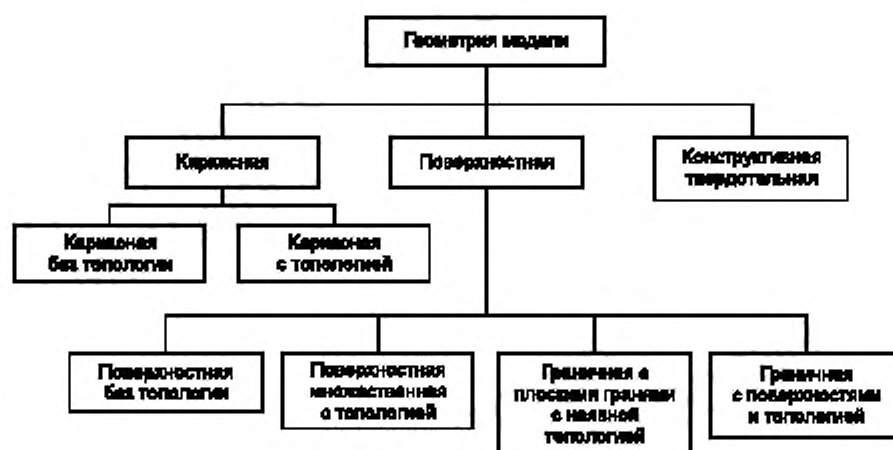 Геометрия модели
Каркасная
Поверхностная
Конструктивная
твердотельная
Каркасная
без топологии
Каркасная
с топологией
Поверхностная
без топологии
Поверхностная
множественная
с топологией
Граничная с
плоскими гранями
с неявной
топологией
Граничная
с поверхностями
и топологией